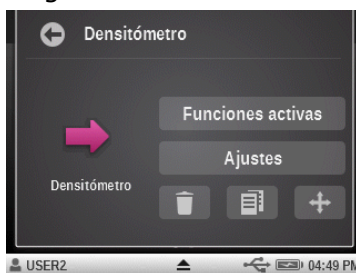 Densitómetro
Funciones activas
Ajustes
Densitómetro
USER2 04:49 PM